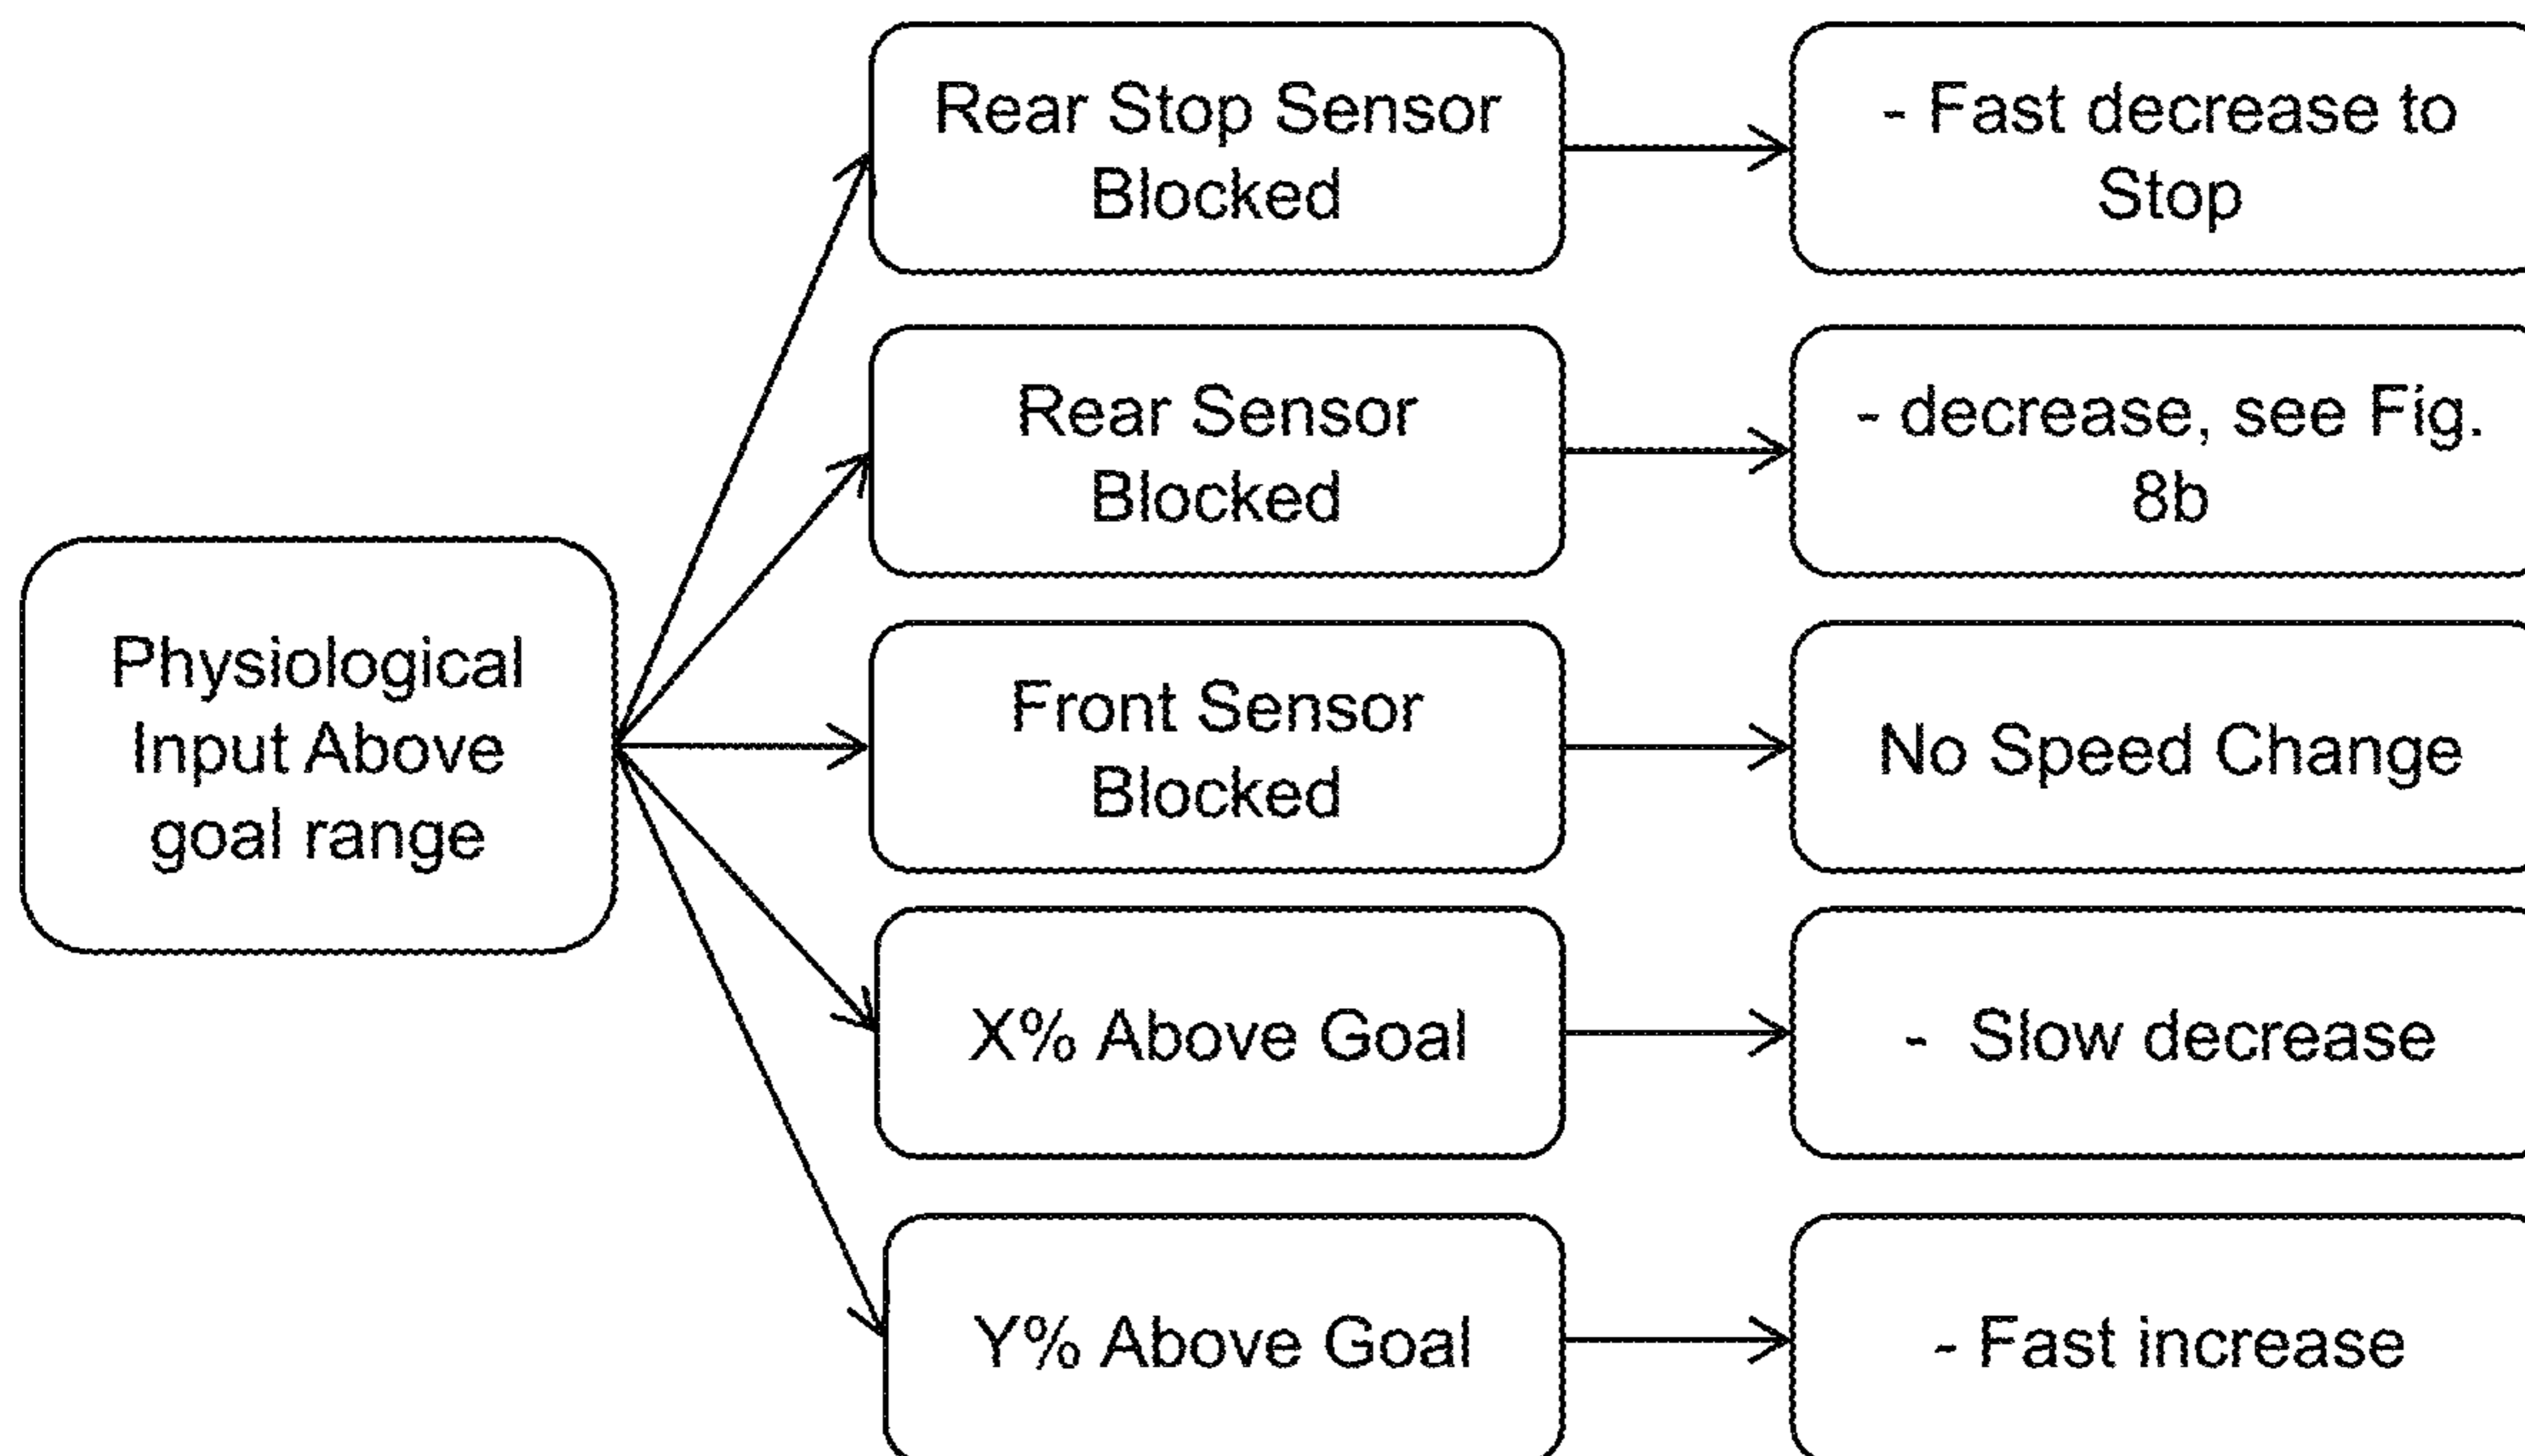 Physiological
Input Above
goal range
Rear Stop Sensor
Blocked
- Fast decrease to
Stop
Rear Sensor
Blocked
- decrease, see Fig.
8b
Front Sensor
Blocked
No Speed Change
X% Above Goal
- Slow decrease
Y% Above Goal
- Fast increase